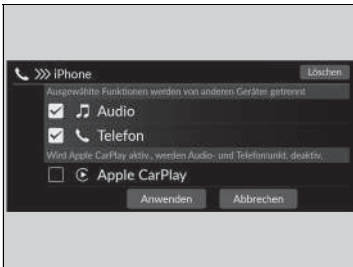 iPhone
Löschen
Ausgewählte Funktionen werden von anderen Geräten getrennt
Audio
Telefon
Wird Apple CarPlay aktiv., werden Audio- und Telefonunkt. deaktiv.
Apple CarPlay
Anwenden
Abbrechen